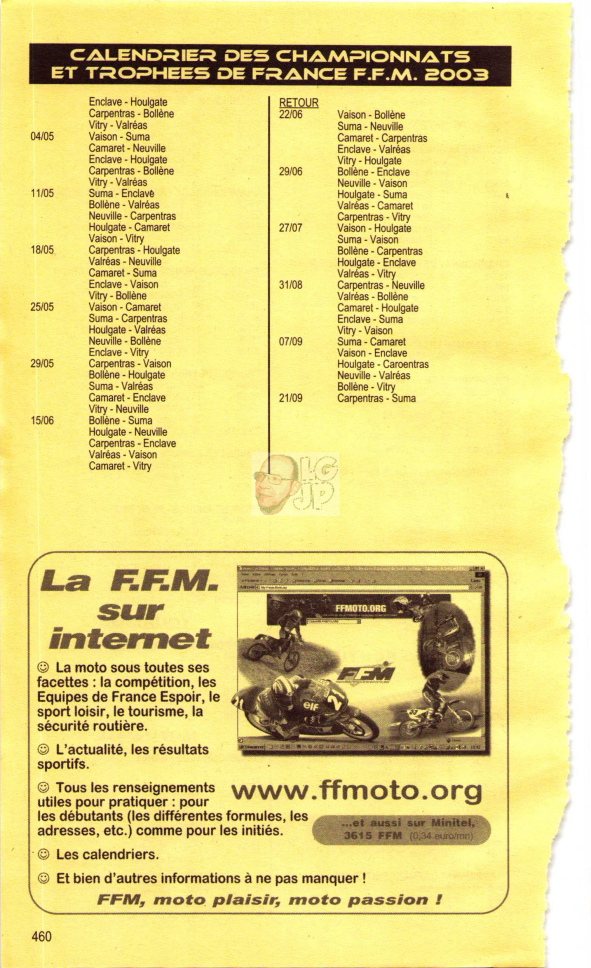 CALENDRIER DES CHAMPIONNATS
ET TROPHEES DE FRANCE F.F.M. 2003
Enclave - Houlgate
Carpentras - Bollène
Vitry - Valréas
04/05 Vaison - Suma
Camaret - Neuville
Enclave - Houlgate
Carpentras - Bollène
Vitry - Valréas
11/05 Suma - Enclave
Bollène - Valréas
Neuville - Carpentras
Houlgate - Camaret
Vaison - Vitry
18/05 Carpentras - Houlgate
Valréas - Neuville
Camaret - Suma
Enclave - Vaison
Vitry - Bollène
25/05 Vaison - Camaret
Suma - Carpentras
Houlgate - Valréas
Neuville - Bollène
Enclave - Vitry
29/05 Carpentras - Vaison
Bollène - Houlgate
Suma - Valréas
Camaret - Enclave
Vitry - Neuville
15/06 Bollène - Suma
Houlgate - Neuville
Carpentras - Enclave
Valréas - Vaison
Camaret - Vitry
RETOUR
22/06 Vaison - Bollène
Suma - Neuville
Camaret - Carpentras
Enclave - Valréas
Vitry - Houlgate
29/06 Bollène - Enclave
Neuville - Vaison
Houlgate - Suma
Valréas - Camaret
Carpentras - Vitry
27/07 Vaison - Houlgate
Suma - Vaison
Bollène - Carpentras
Houlgate - Enclave
Valréas - Vitry
31/08 Carpentras - Neuville
Valréas - Bollène
Camaret - Houlgate
Enclave - Suma
Vitry - Vaison
07/09 Suma - Camaret
Vaison - Enclave
Houlgate - Caroentras
Neuville - Valréas
Bollène - Vitry
21/09 Carpentras - Suma
LG
JP
La F.F.M.
sur
internet
☺ La moto sous toutes ses
facettes : la compétition, les
Equipes de France Espoir, le
sport loisir, le tourisme, la
sécurité routière.
☺ L'actualité, les résultats
sportifs.
☺ Tous les renseignements
utiles pour pratiquer : pour
les débutants (les différentes formules, les
adresses, etc.) comme pour les initiés.
☺ Les calendriers.
☺ Et bien d'autres informations à ne pas manquer !
FFMOTO.ORG
FFM
elf
2
www.ffmoto.org
...et aussi sur Minitel,
3615 FFM (0,34 euro/mn)
FFM, moto plaisir, moto passion !
460